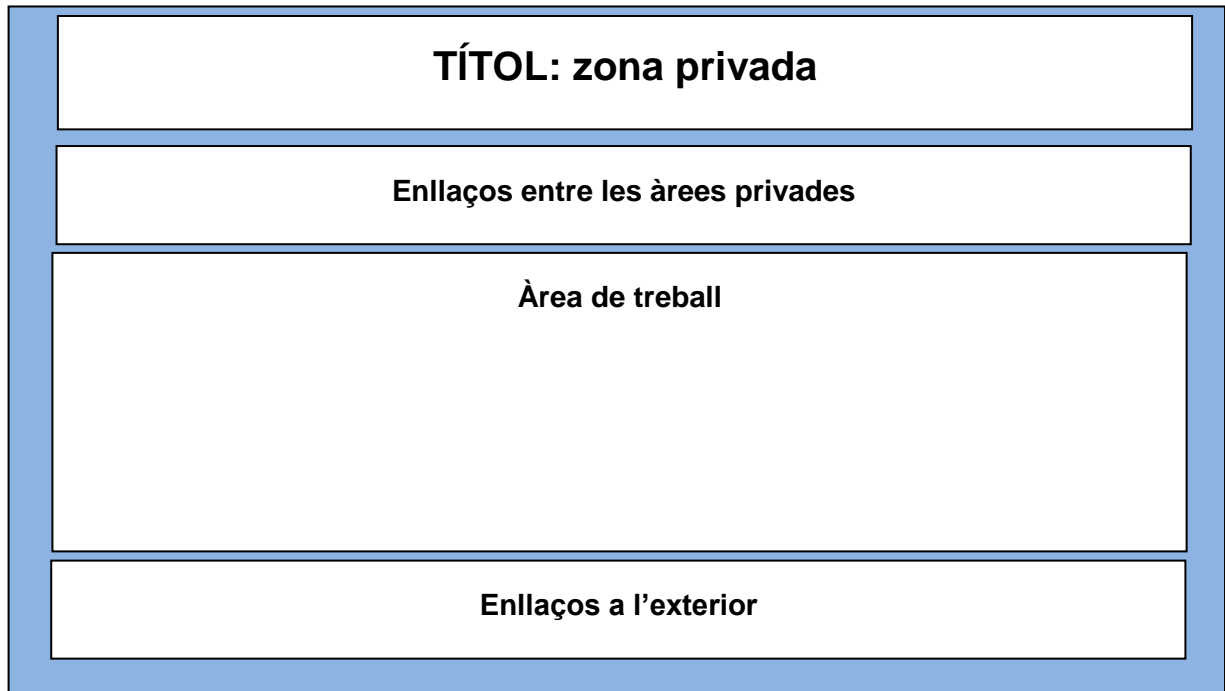 TÍTOL: zona privada
Enllaços entre les àrees privades
Àrea de treball
Enllaços a l’exterior